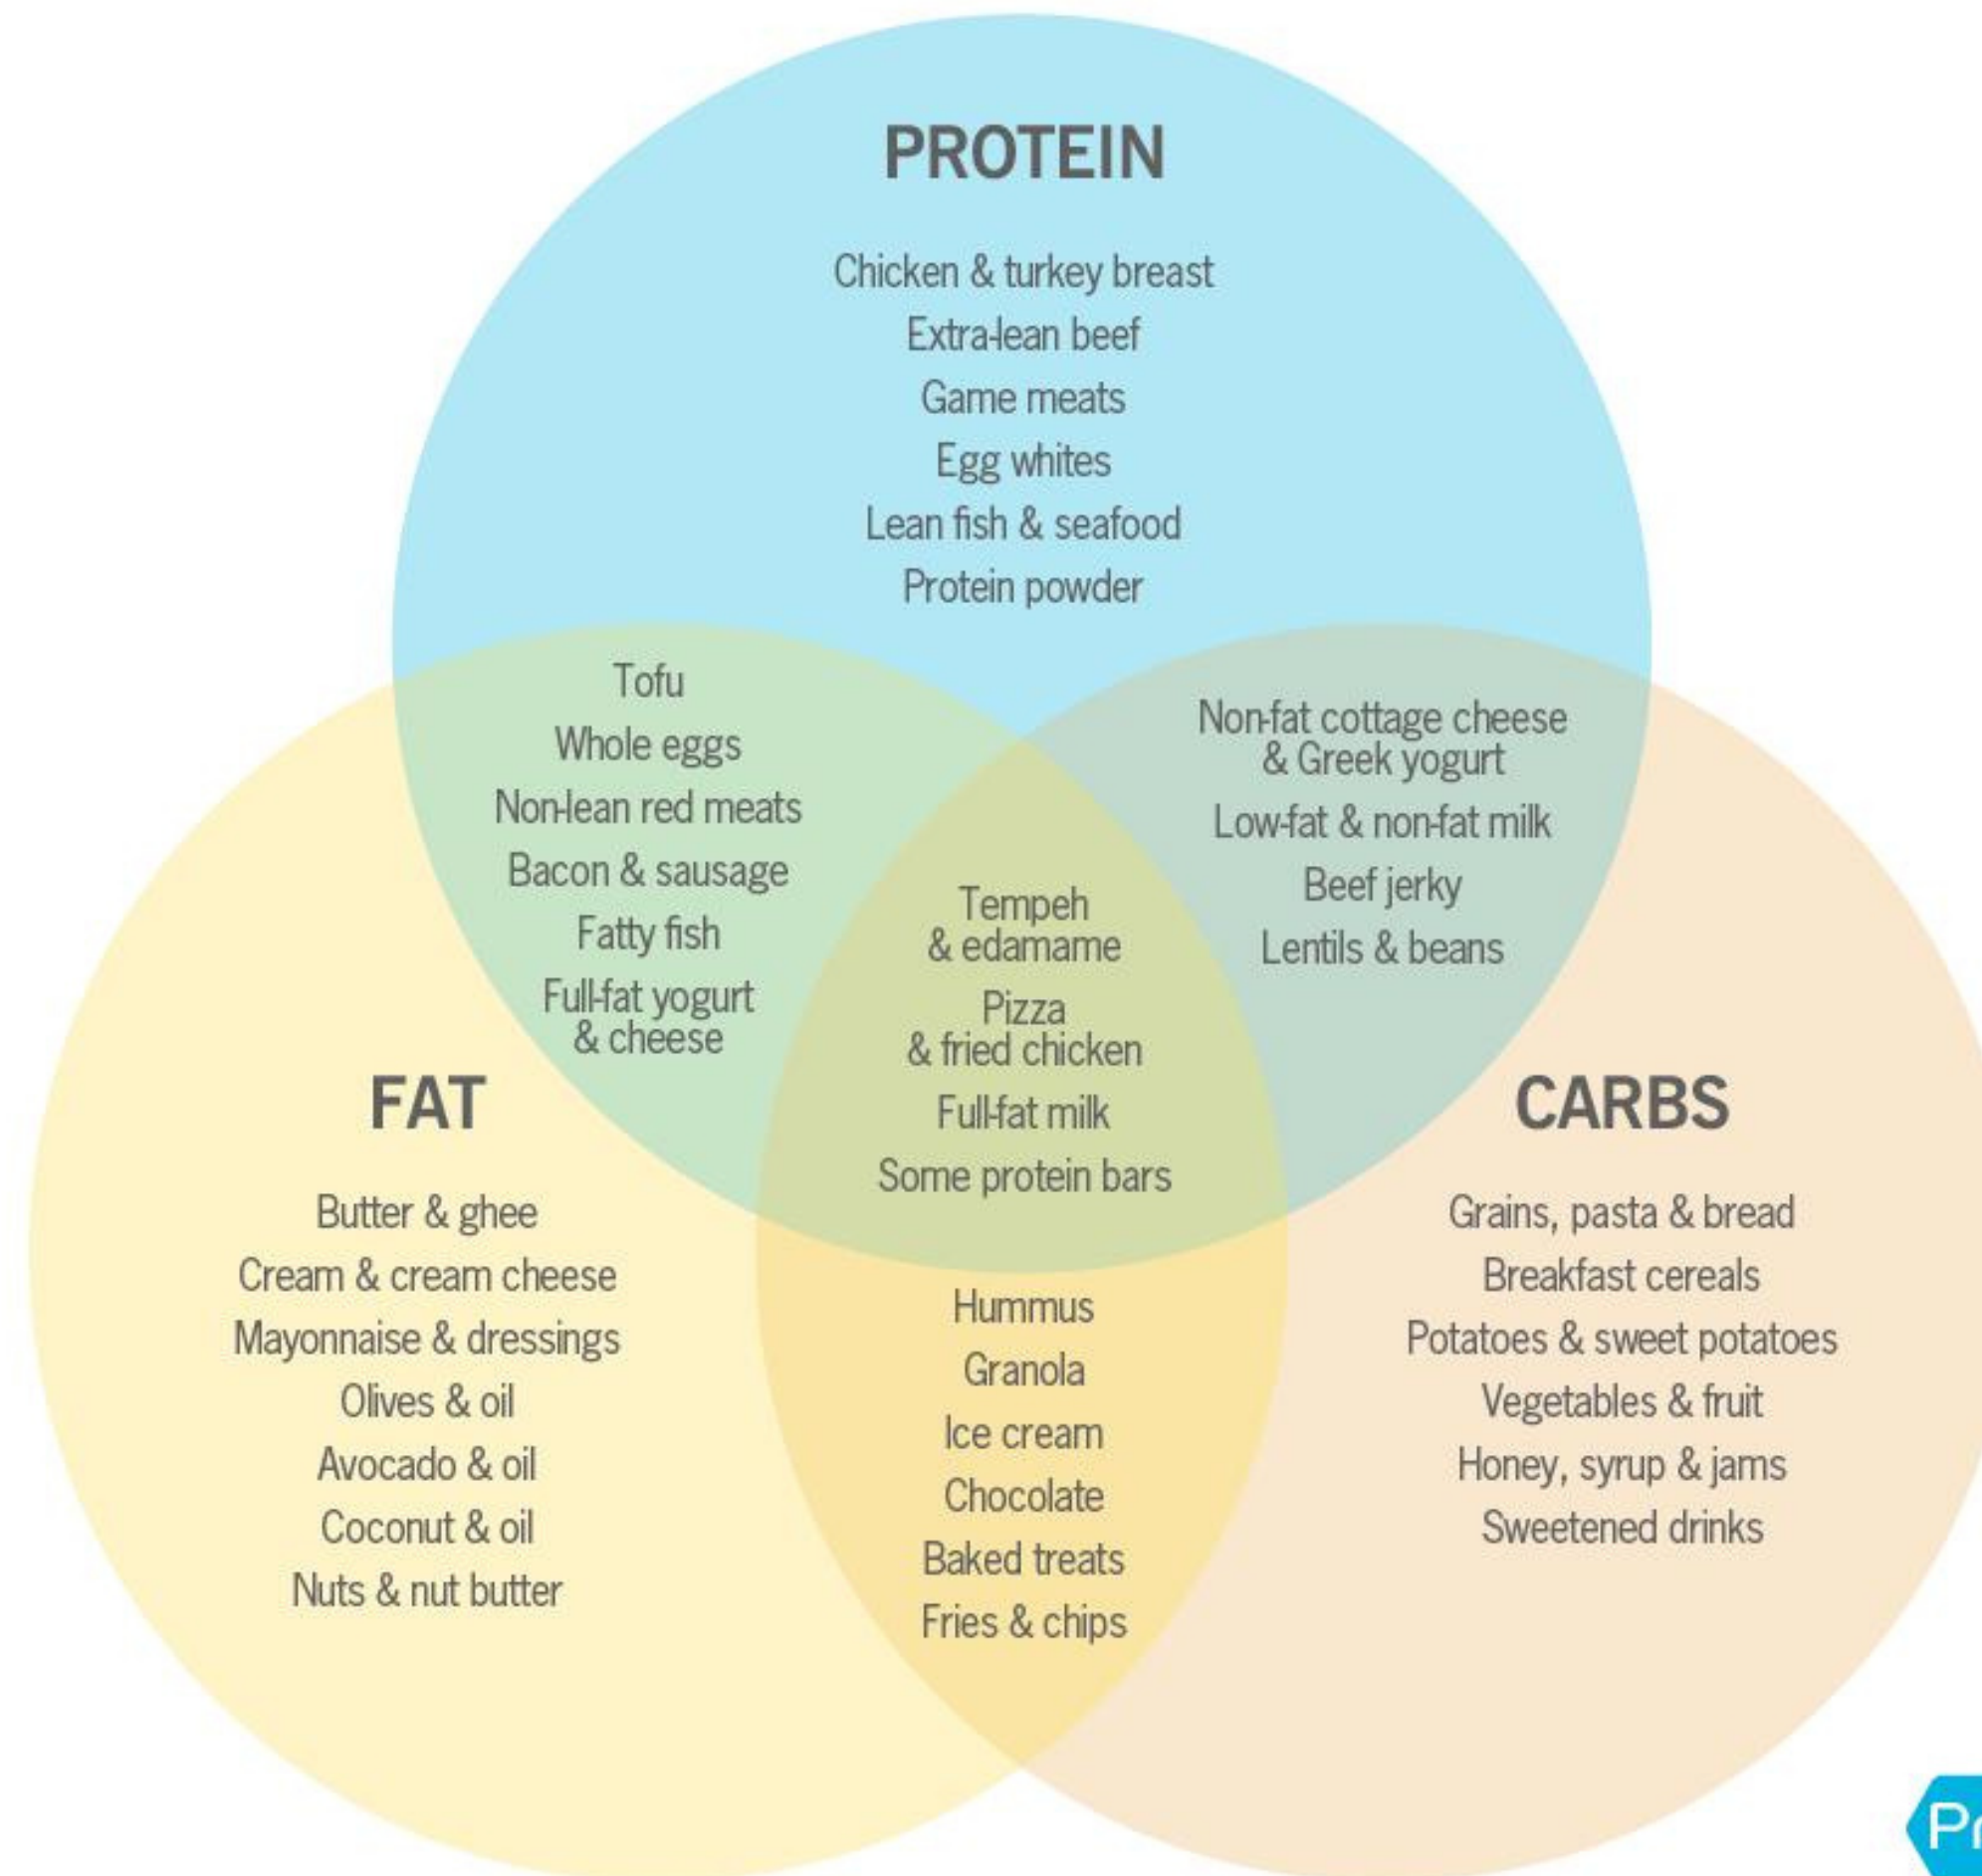 PROTEIN
Chicken & turkey breast
Extra-lean beef
Game meats
Egg whites
Lean fish & seafood
Protein powder
Tofu
Whole eggs
Non-lean red meats
Bacon & sausage
Fatty fish
Full-fat yogurt
& cheese
Non-fat cottage cheese
& Greek yogurt
Low-fat & non-fat milk
Beef jerky
Lentils & beans
Tempeh
& edamame
Pizza
& fried chicken
Full-fat milk
Some protein bars
FAT
Butter & ghee
Cream & cream cheese
Mayonnaise & dressings
Olives & oil
Avocado & oil
Coconut & oil
Nuts & nut butter
Hummus
Granola
Ice cream
Chocolate
Baked treats
Fries & chips
CARBS
Grains, pasta & bread
Breakfast cereals
Potatoes & sweet potatoes
Vegetables & fruit
Honey, syrup & jams
Sweetened drinks